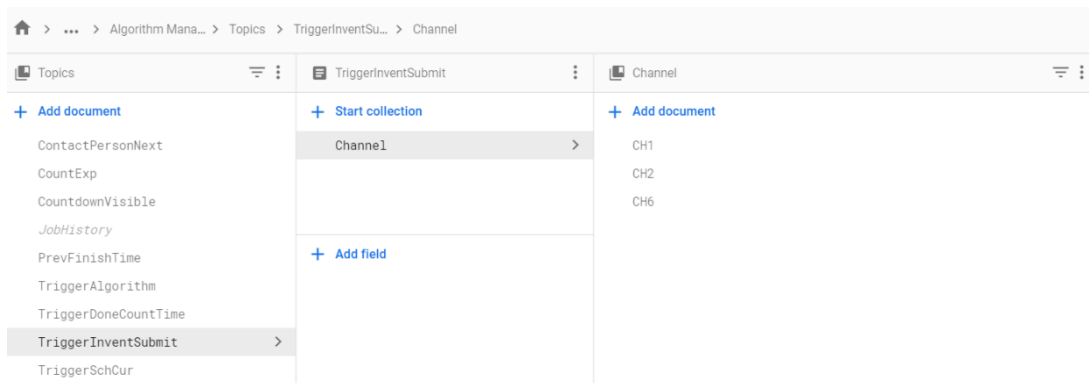 ... Algorithm Mana... Topics TriggerInventSu... Channel
Topics
Add document
ContactPersonNext
CountExp
CountdownVisible
JobHistory
PrevFinishTime
TriggerAlgorithm
TriggerDoneCountTime
TriggerInventSubmit
TriggerSchCur
TriggerInventSubmit
Start collection
Channel
Add field
Channel
Add document
CH1
CH2
CH6